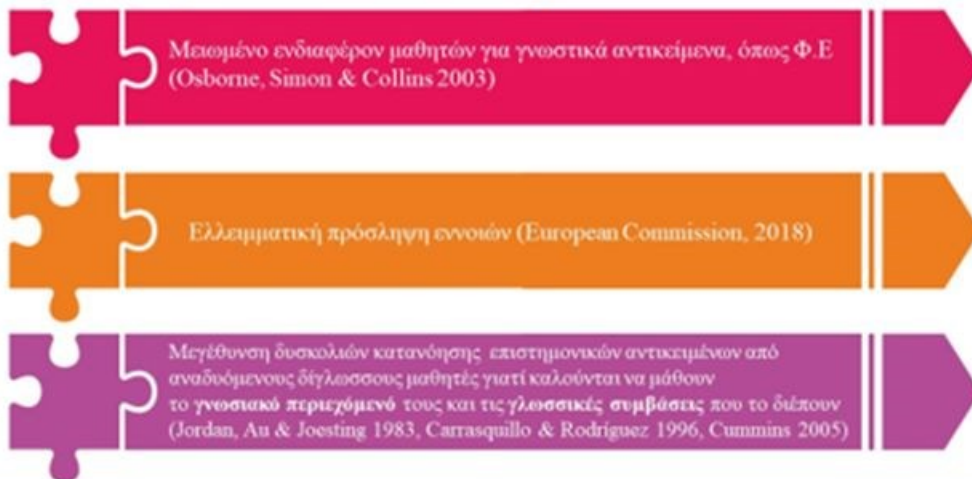 Μειωμένο ενδιαφέρον μαθητών για γνωστικά αντικείμενα, όπως Φ.Ε
(Osborne, Simon & Collins 2003)
Ελλειμματική πρόσληψη εννοιών (European Commission, 2018)
Μεγέθυνση δυσκολιών κατανόησης επιστημονικών αντικειμένων από
αναδυόμενους δίγλωσσους μαθητές γιατί καλούνται να μάθουν
το γνωσιακό περιεχόμενό τους και τις γλωσσικές συμβάσεις που το διέπουν
(Jordan, Au & Joesting 1983, Carrasquillo & Rodríguez 1996, Cummins 2005)